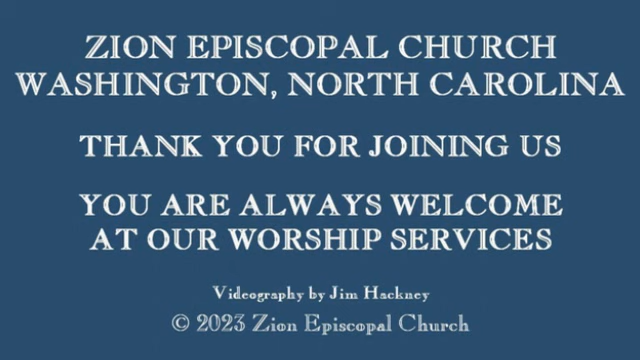 ZION EPISCOPAL CHURCH
WASHINGTON, NORTH CAROLINA
THANK YOU FOR JOINING US
YOU ARE ALWAYS WELCOME
AT OUR WORSHIP SERVICES
Videography by Jim Hackney
© 2023 Zion Episcopal Church